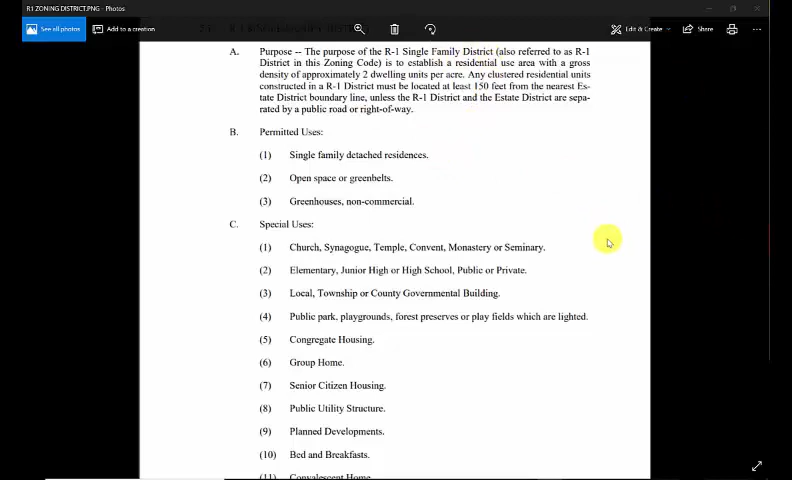 R1 ZONING DISTRICT.PNG - Photos
See all photos
Add to a creation
Edit & Create
Share
A. Purpose -- The purpose of the R-1 Single Family District (also referred to as R-1
District in this Zoning Code) is to establish a residential use area with a gross
density of approximately 2 dwelling units per acre. Any clustered residential units
constructed in a R-1 District must be located at least 150 feet from the nearest Es-
tate District boundary line, unless the R-1 District and the Estate District are sepa-
rated by a public road or right-of-way.
B. Permitted Uses:
(1) Single family detached residences.
(2) Open space or greenbelts.
(3) Greenhouses, non-commercial.
C. Special Uses:
(1) Church, Synagogue, Temple, Convent, Monastery or Seminary.
(2) Elementary, Junior High or High School, Public or Private.
(3) Local, Township or County Governmental Building.
(4) Public park, playgrounds, forest preserves or play fields which are lighted.
(5) Congregate Housing.
(6) Group Home.
(7) Senior Citizen Housing.
(8) Public Utility Structure.
(9) Planned Developments.
(10) Bed and Breakfasts.
(11) Convalescent Home